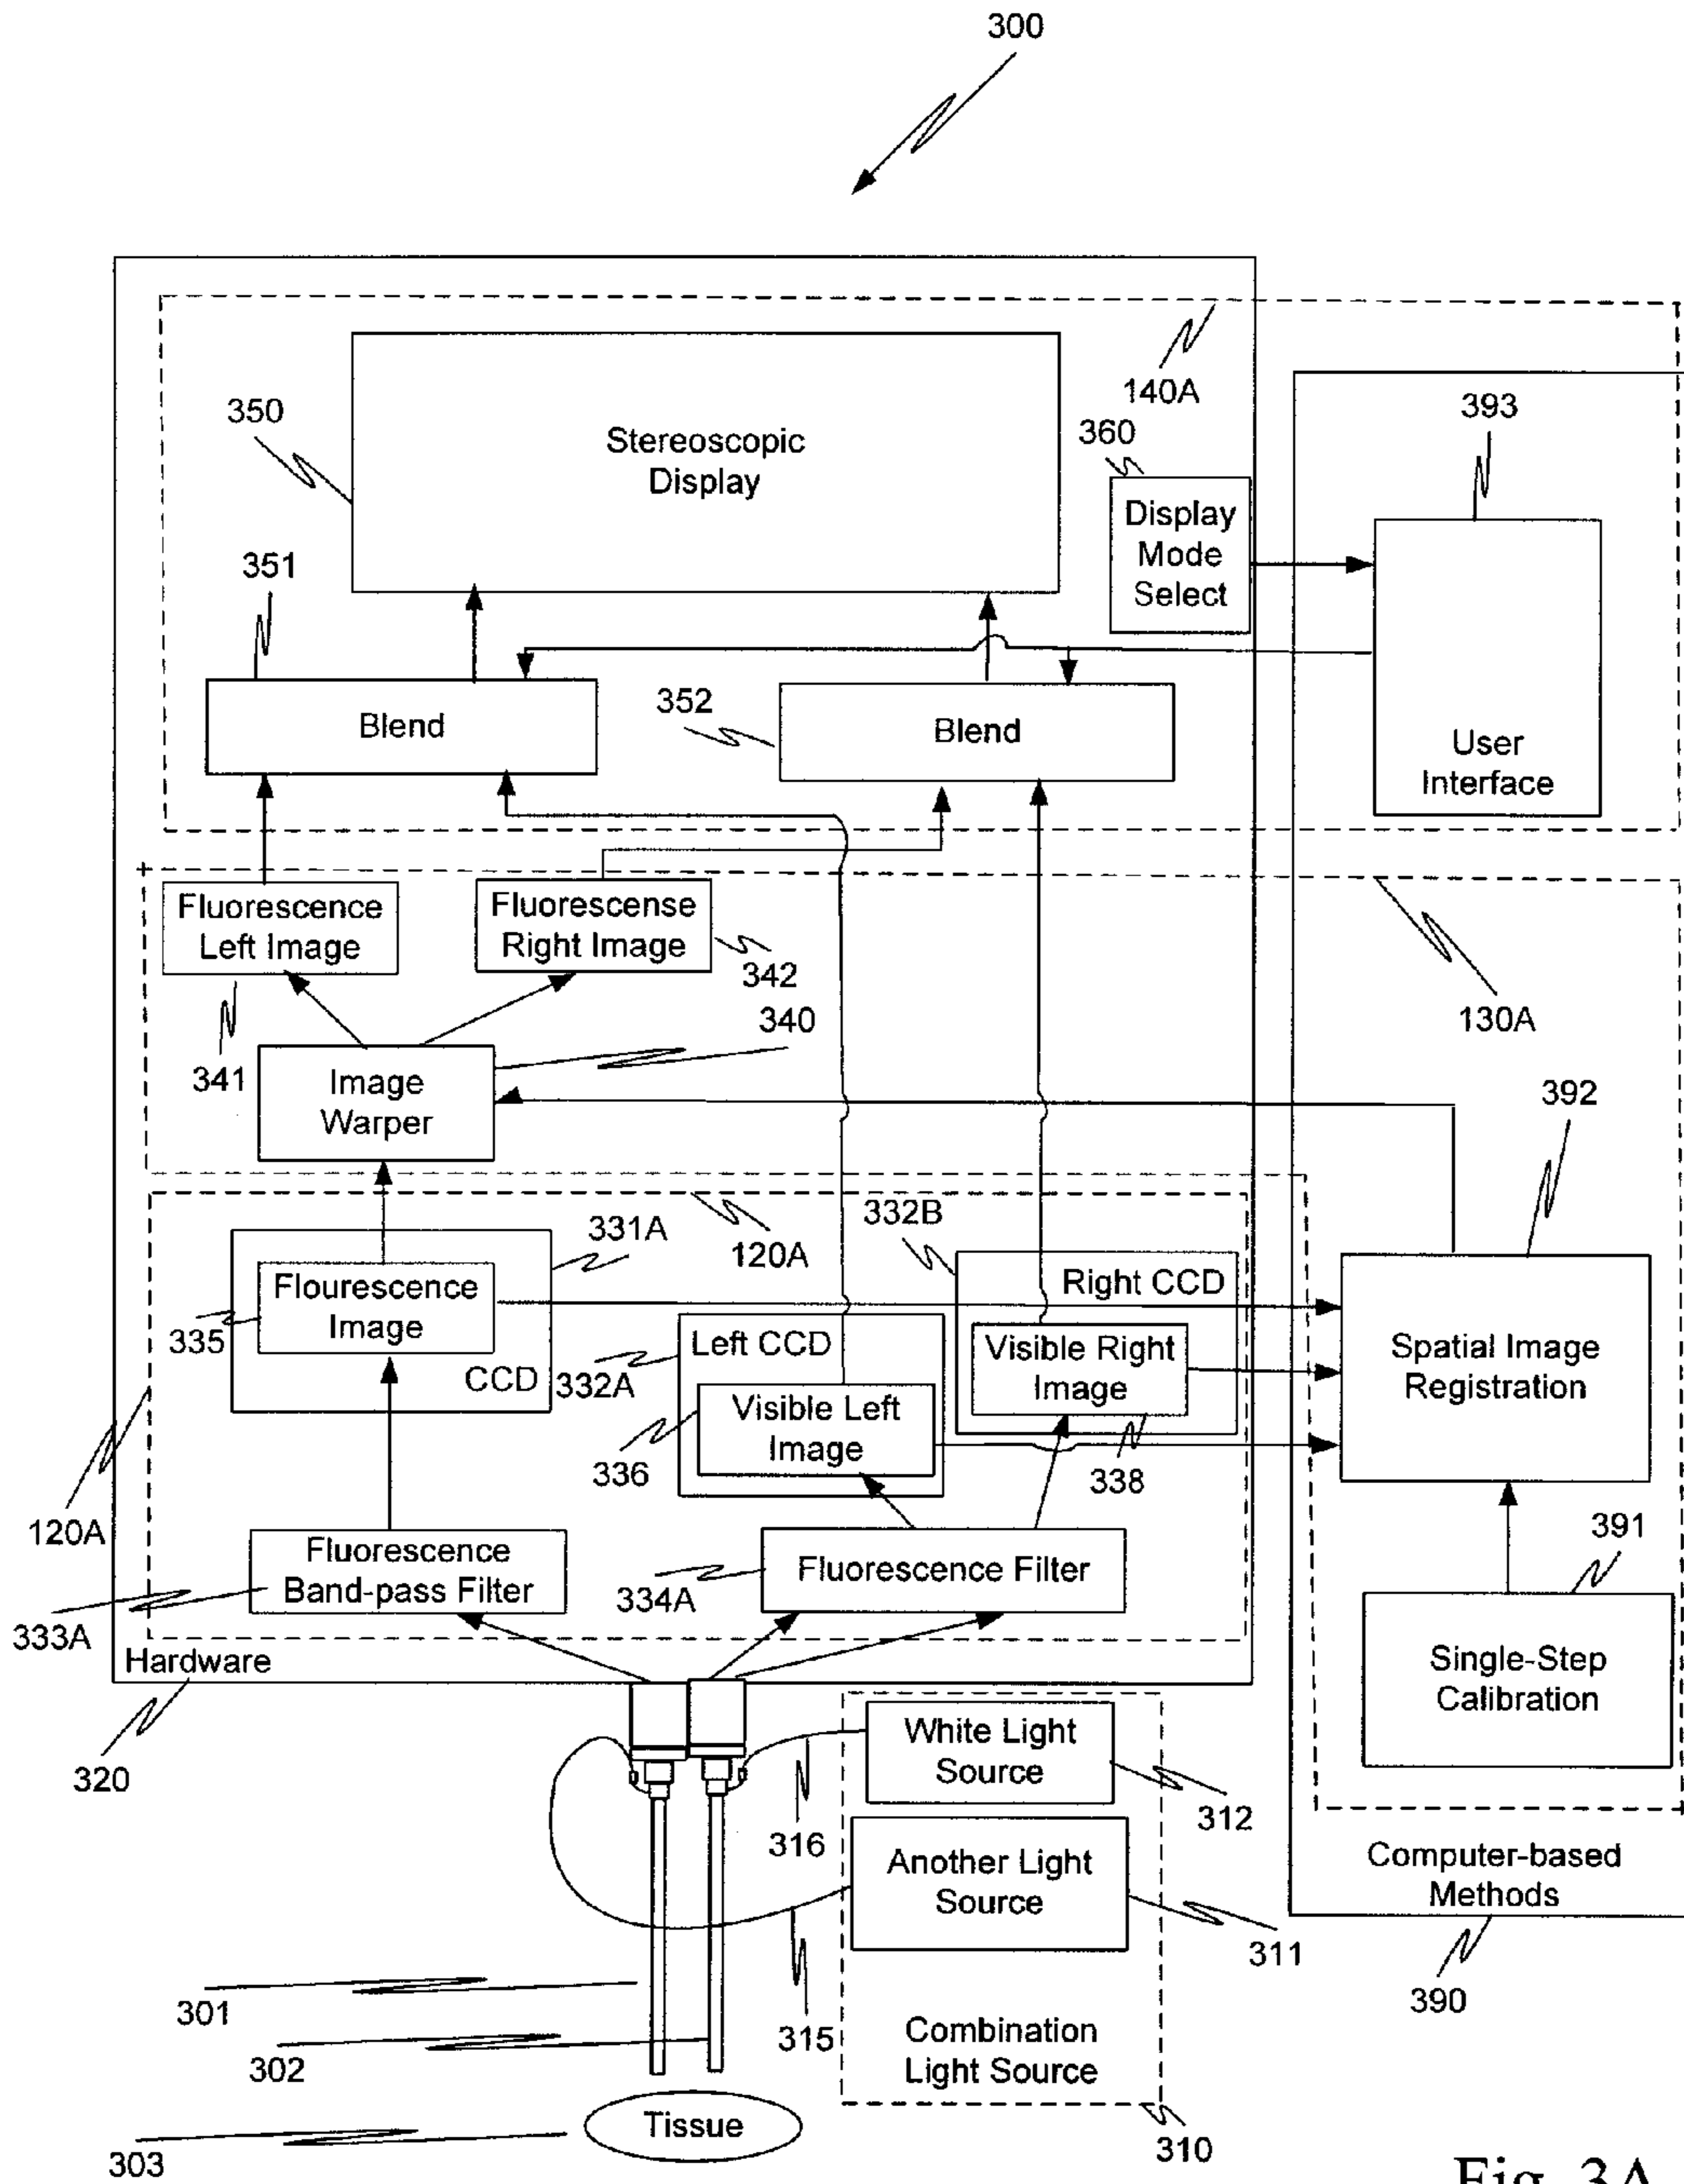 300
140A
350
Stereoscopic
Display
360
393
Display
Mode
Select
351
352
Blend
Blend
User
Interface
Fluorescence
Left Image
Fluorescense
Right Image
342
340
130A
341
Image
Warper
392
332B
331A
120A
Right CCD
Flourescence
Image
335
CCD
Left CCD
332A
Visible Right
Image
Spatial Image
Registration
Visible Left
Image
336
338
120A
391
Fluorescence
Band-pass Filter
Fluorescence Filter
334A
333A
Hardware
Single-Step
Calibration
320
White Light
Source
312
316
Another Light
Source
Computer-based
Methods
311
390
301
315
Combination
Light Source
302
Tissue
303
310
Fig. 3A